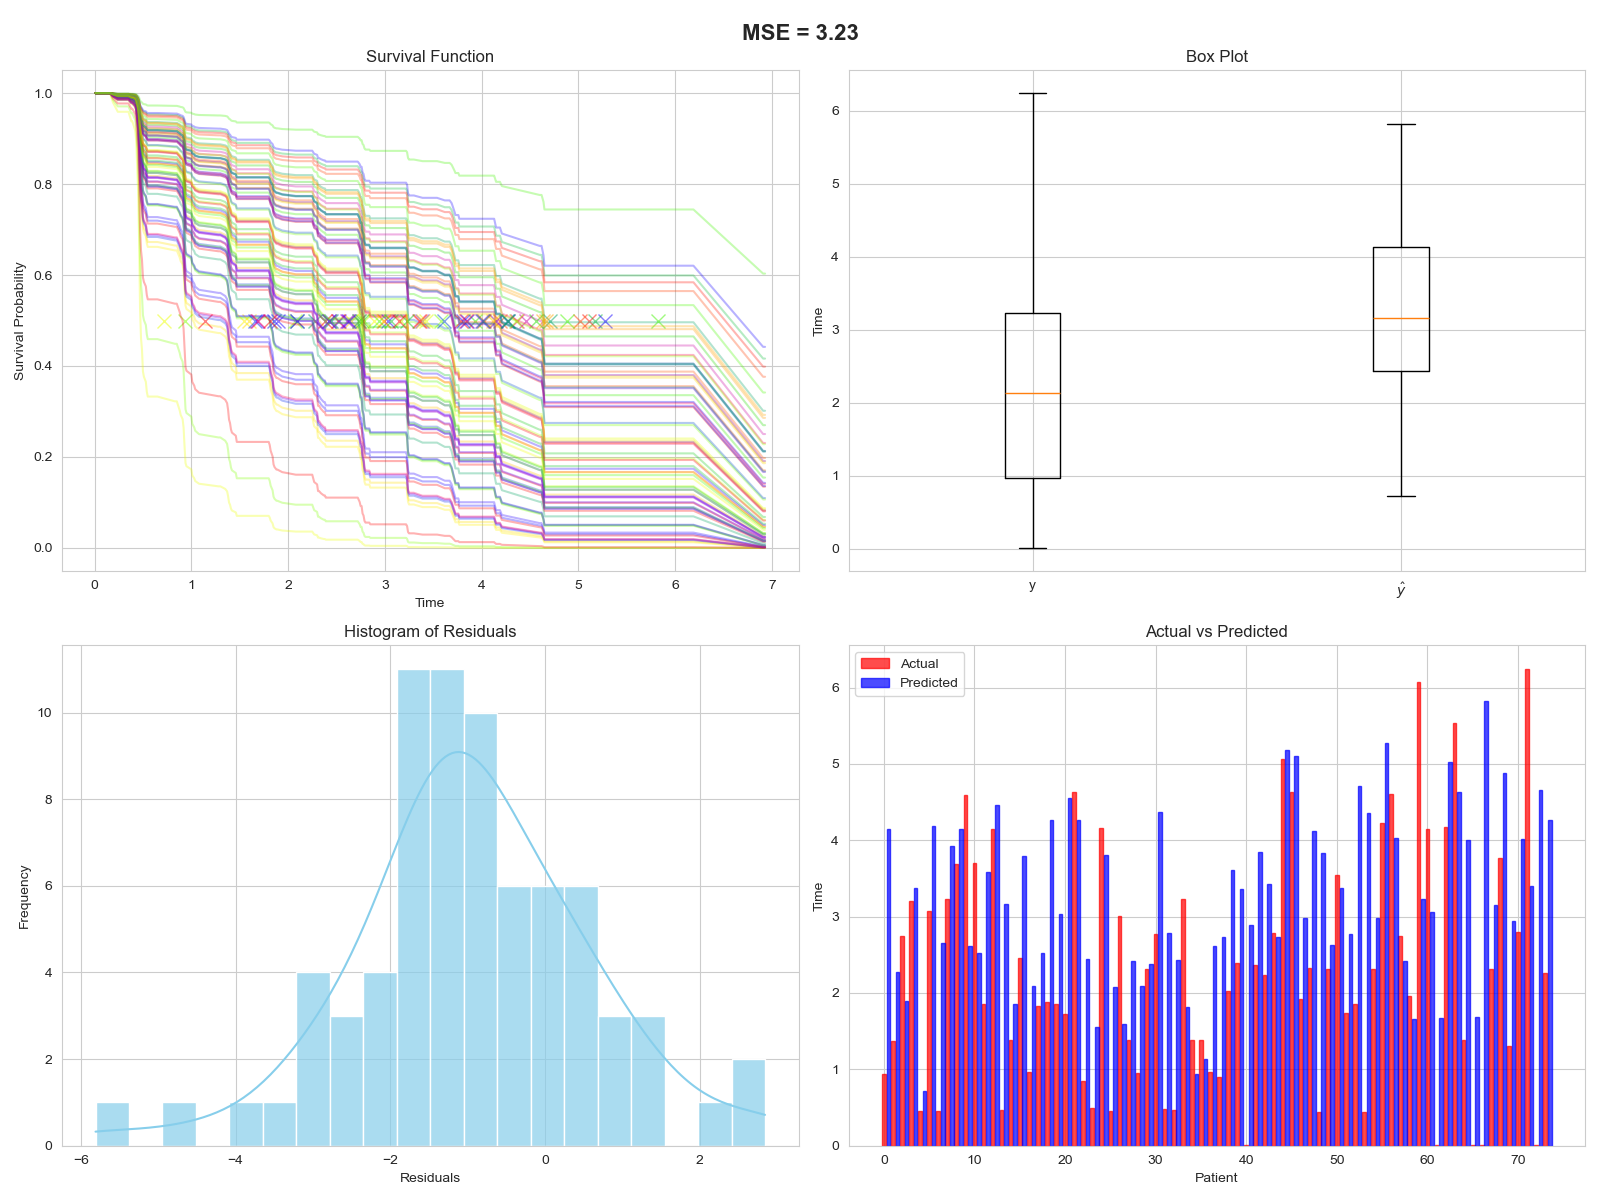 MSE = 3.23
Survival Function
1.0
0.8
0.6
0.4
0.2
0.0
Survival Probability
0 1 2 3 4 5 6 7
Time
Box Plot
6
5
4
3
2
1
0
Time
y ŷ
Histogram of Residuals
10
8
6
4
2
0
Frequency
−6 −4 −2 0 2
Residuals
Actual vs Predicted
Actual
Predicted
6
5
4
3
2
1
0
Time
0 10 20 30 40 50 60 70
Patient